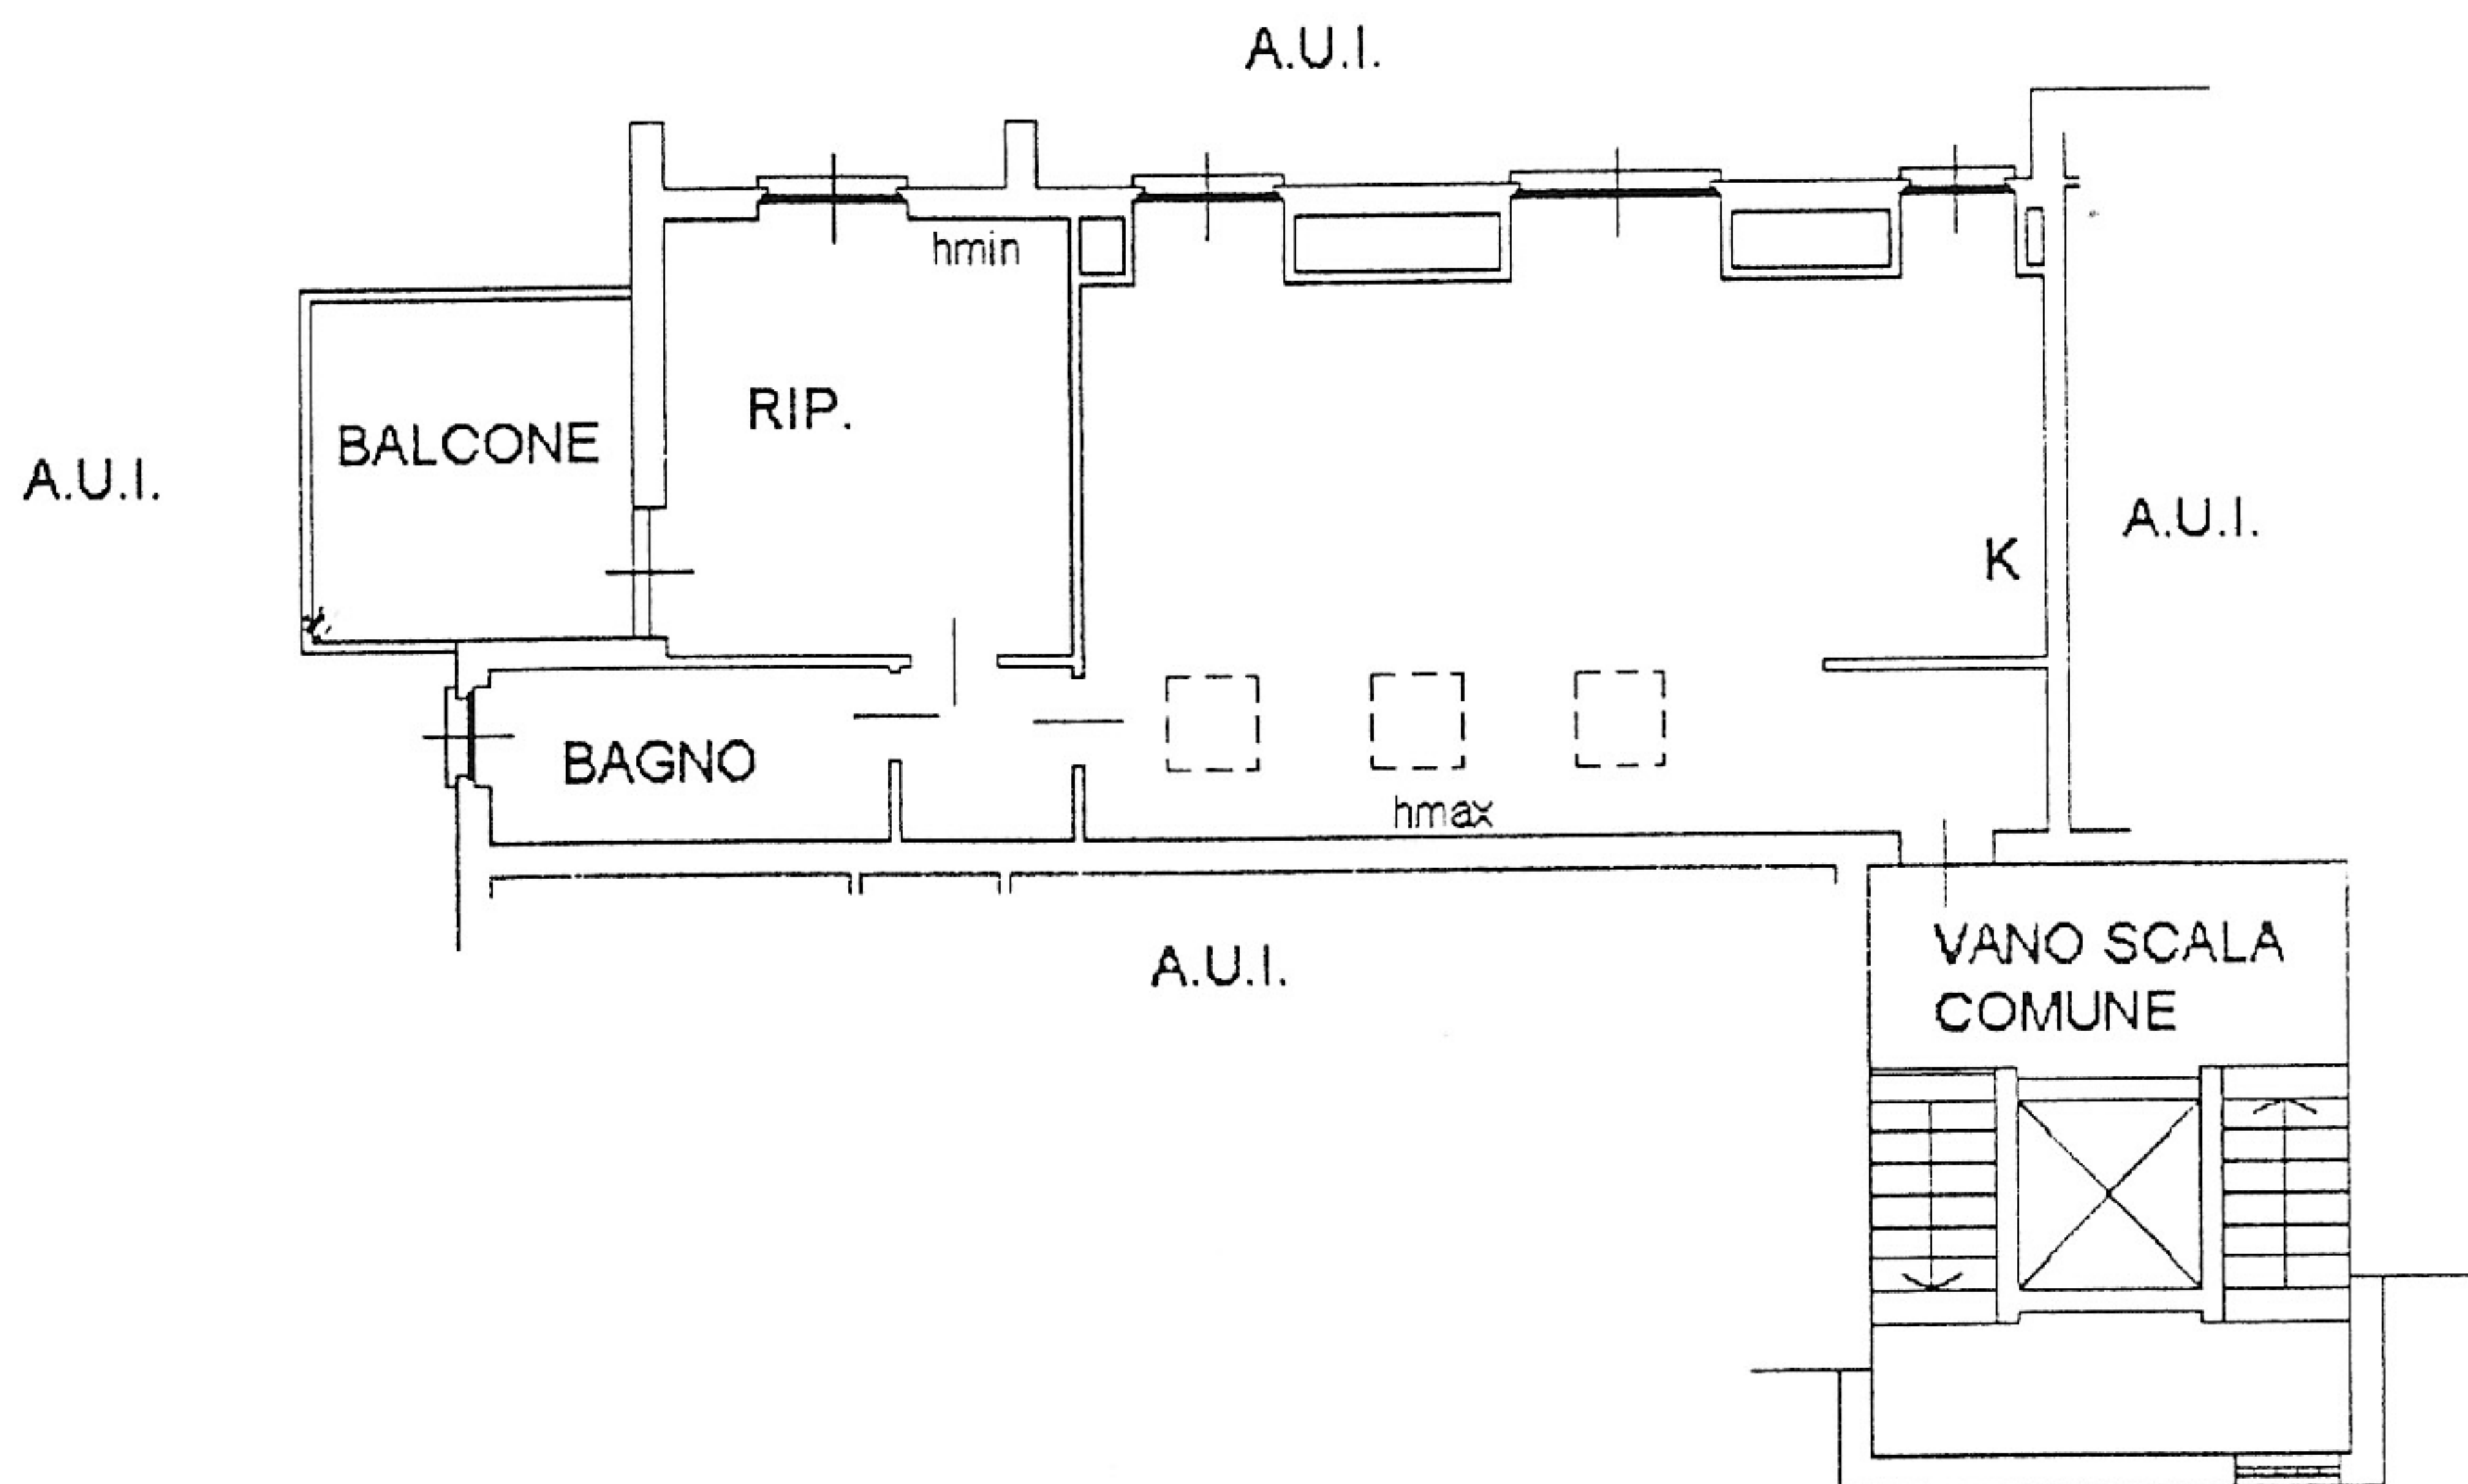 A.U.I.
hmin
RIP.
BALCONE
A.U.I.
A.U.I.
K
BAGNO
hmax
VANO SCALA
COMUNE
A.U.I.